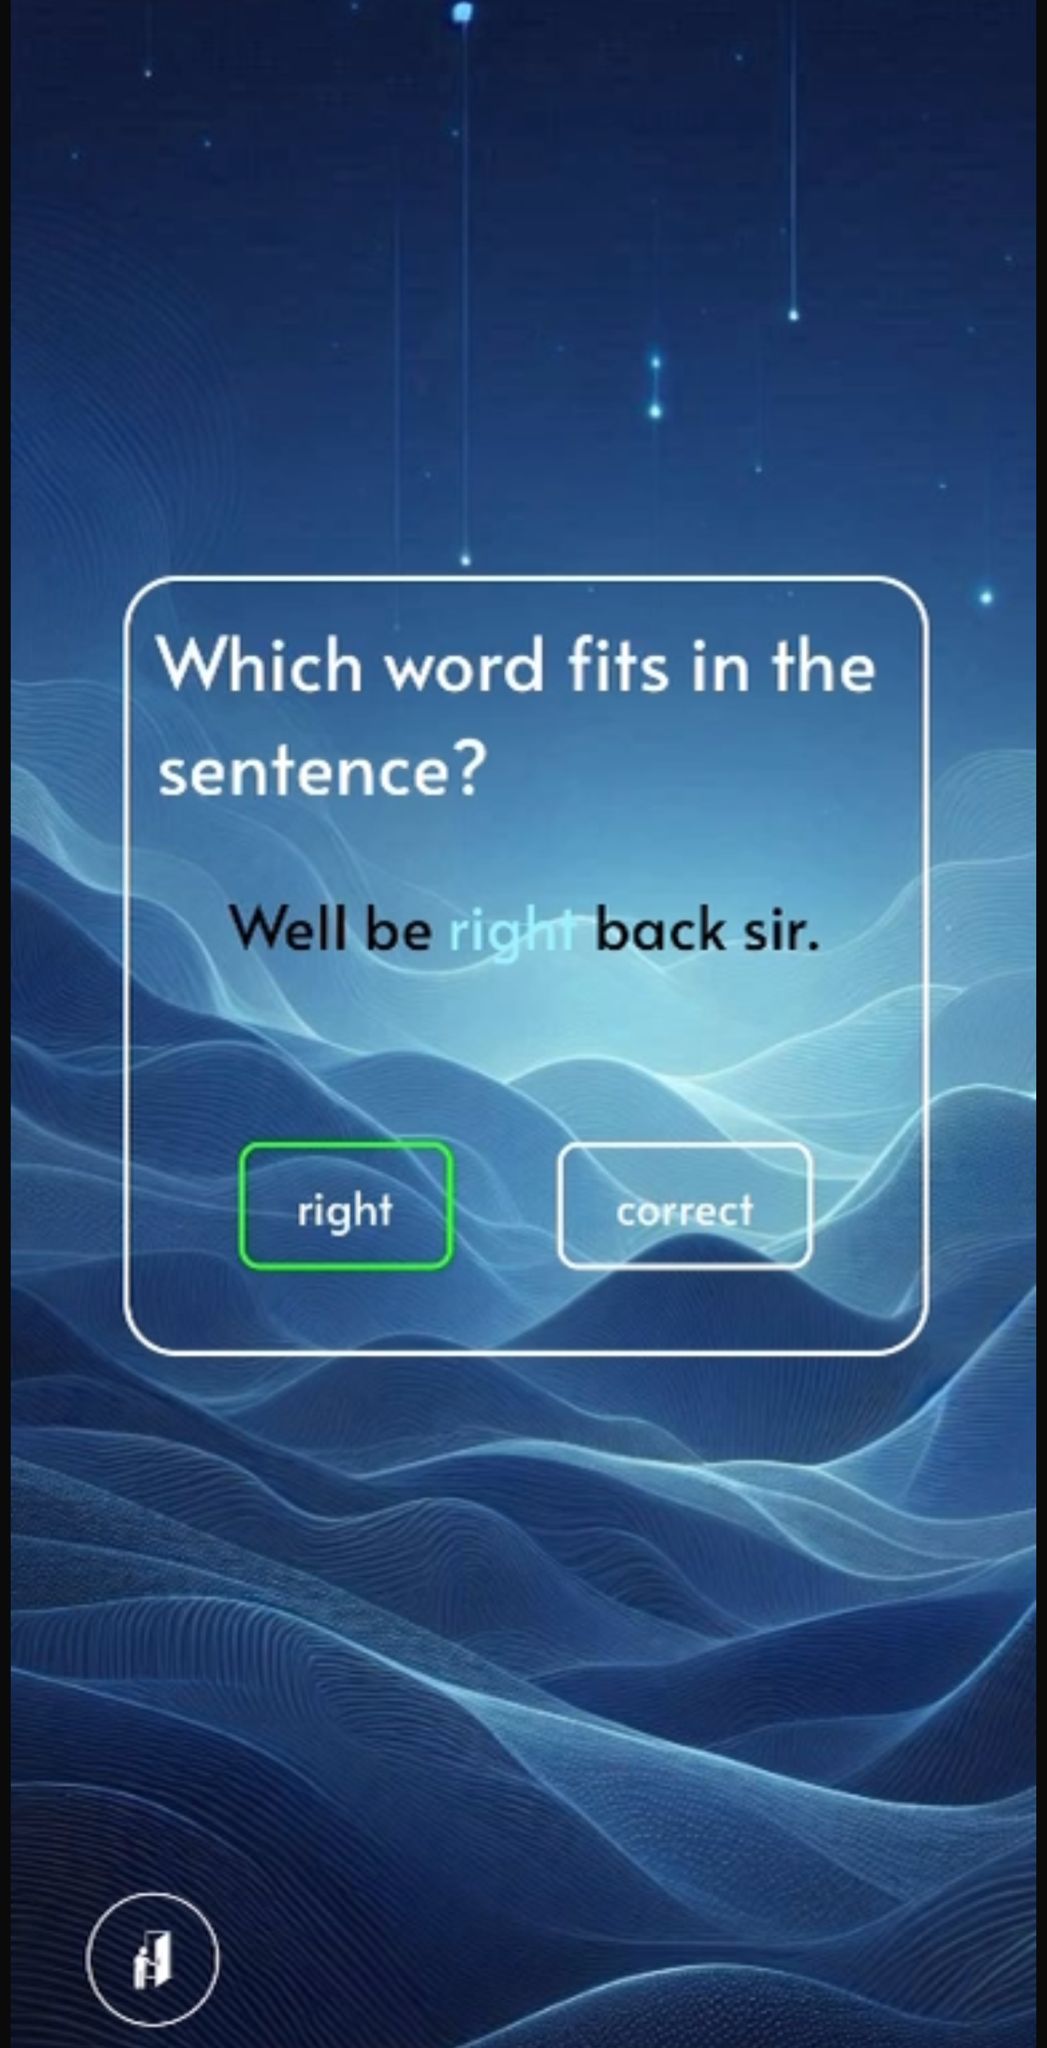 Which word fits in the
sentence?
Well be right back sir.
right
correct